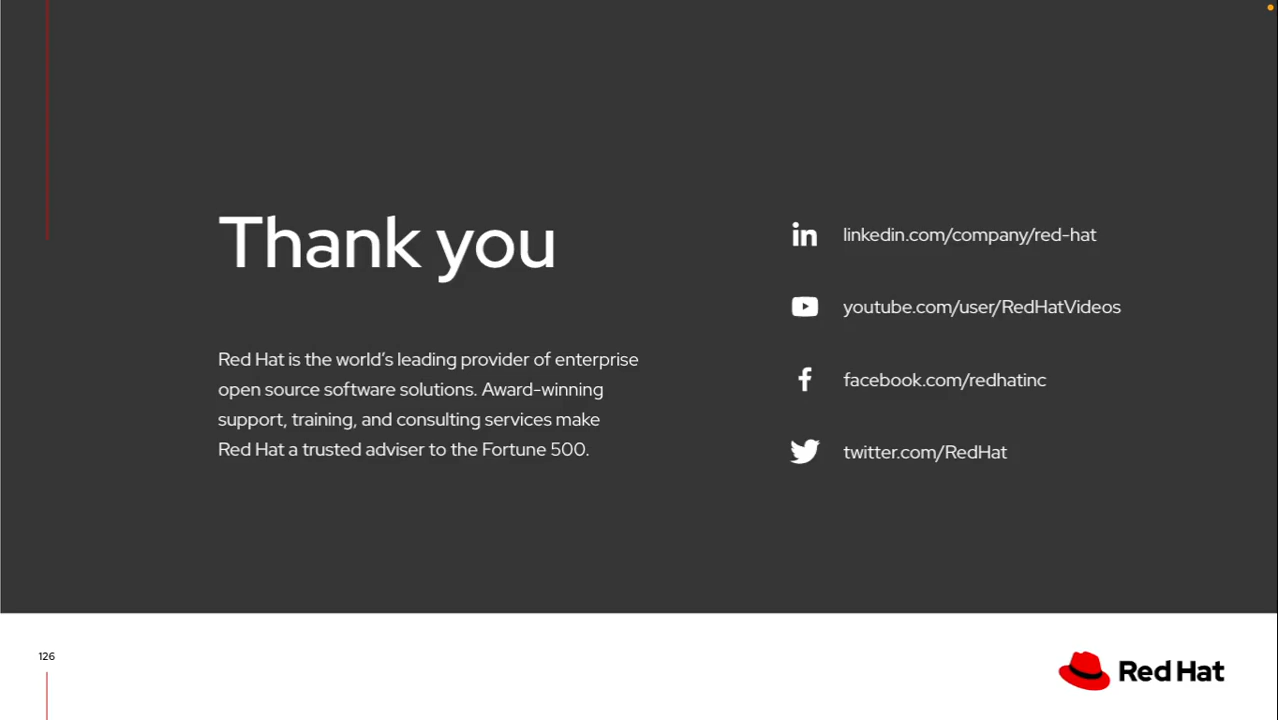 Thank you
Red Hat is the world's leading provider of enterprise
open source software solutions. Award-winning
support, training, and consulting services make
Red Hat a trusted adviser to the Fortune 500.
linkedin.com/company/red-hat
youtube.com/user/RedHatVideos
facebook.com/redhatinc
twitter.com/RedHat
126
Red Hat